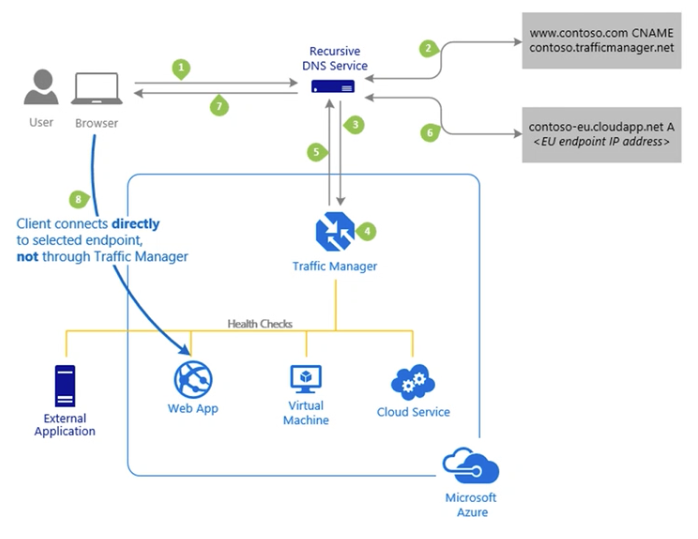 www.contoso.com CNAME
contoso.trafficmanager.net
Recursive
DNS Service
1
2
7
3
5
6
User
Browser
contoso-eu.cloudapp.net A
<EU endpoint IP address>
8
Client connects directly
to selected endpoint,
not through Traffic Manager
4
Traffic Manager
Health Checks
External
Application
Web App
Virtual
Machine
Cloud Service
Microsoft
Azure